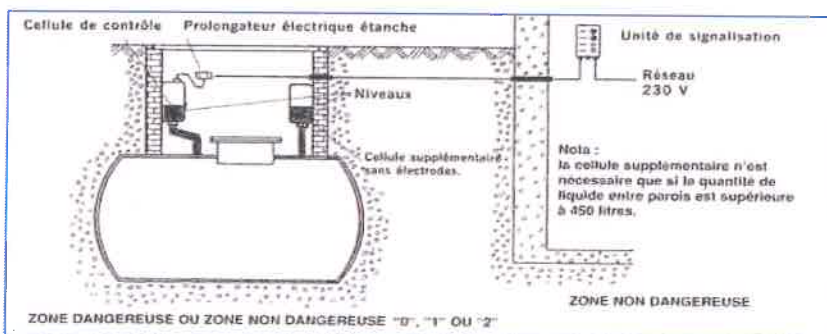 Cellule de contrôle
Prolongateur électrique étanche
Unité de signalisation
Réseau
230 V
Niveaux
Cellule supplémentaire
sans électrodes.
Nota :
la cellule supplémentaire n'est
nécessaire que si la quantité de
liquide entre parois est supérieure
à 450 litres.
ZONE NON DANGEREUSE
ZONE DANGEREUSE OU ZONE NON DANGEREUSE "0", "1" OU "2"